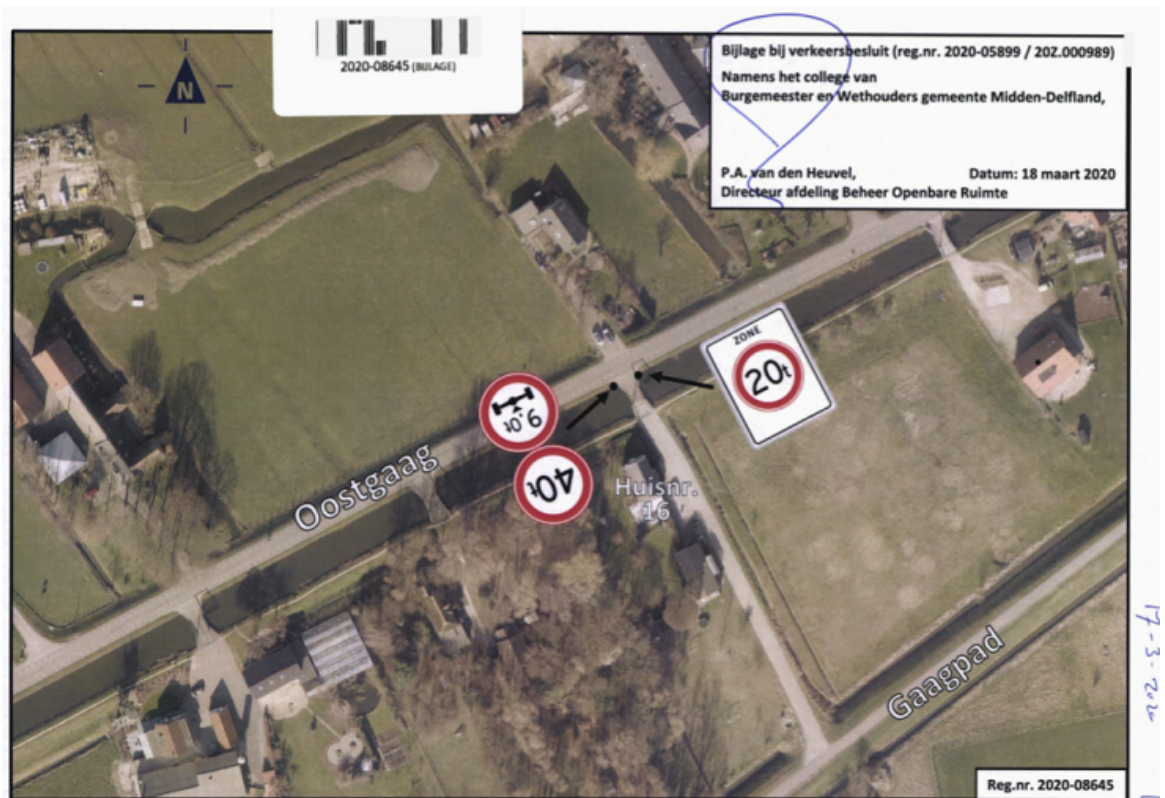 2020-08645 (BIJLAGE)
Bijlage bij verkeersbesluit (reg.nr. 2020-05899 / 20Z.000989)
Namens het college van
Burgemeester en Wethouders gemeente Midden-Delfland,
P.A. van den Heuvel, Datum: 18 maart 2020
Directeur afdeling Beheer Openbare Ruimte
N
ZONE
20t
9.0t
40t
Oostgaag
Huisnr.
16
Gaagpad
17-3-2020
Reg.nr. 2020-08645